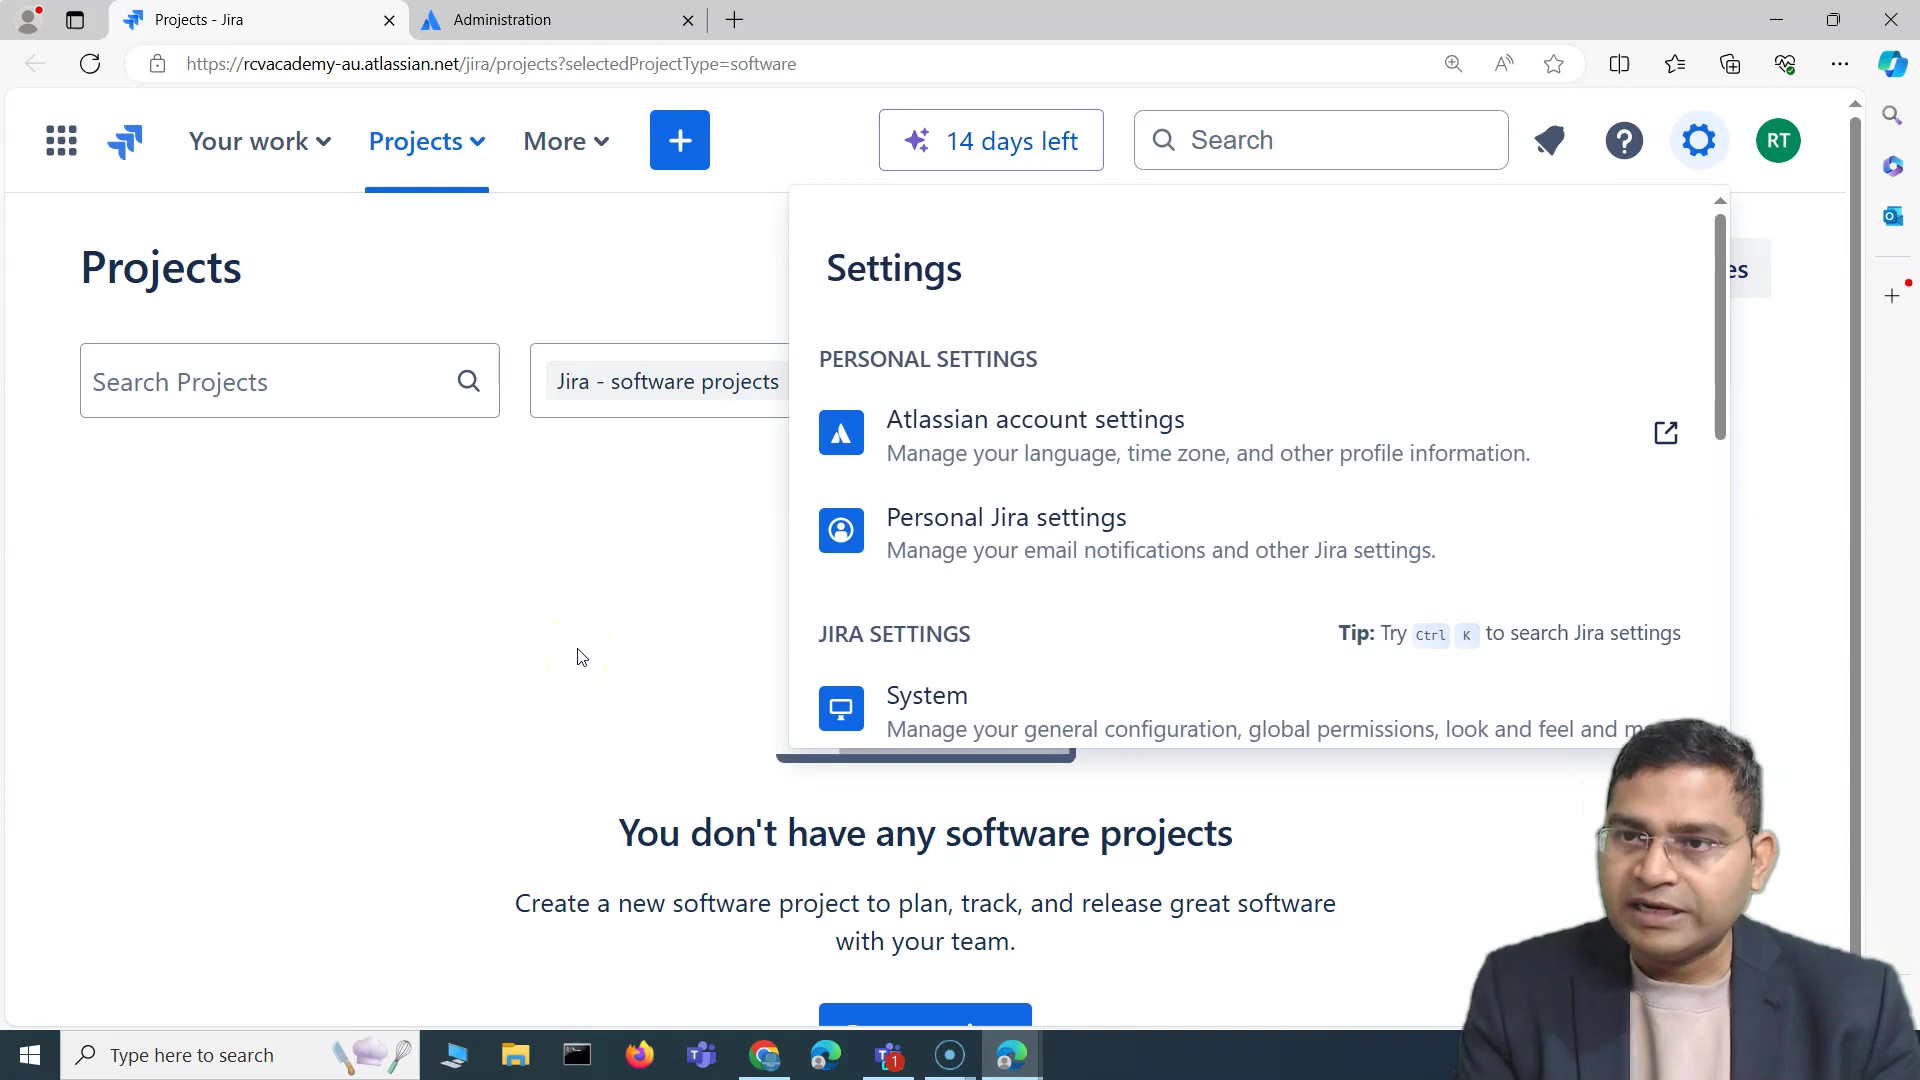 Projects - Jira
Administration
https://rcvacademy-au.atlassian.net/jira/projects?selectedProjectType=software
Your work
Projects
More
14 days left
Search
RT
Projects
Settings
es
PERSONAL SETTINGS
Search Projects
Jira - software projects
Atlassian account settings
Manage your language, time zone, and other profile information.
Personal Jira settings
Manage your email notifications and other Jira settings.
JIRA SETTINGS
Tip: Try Ctrl K to search Jira settings
System
Manage your general configuration, global permissions, look and feel and
You don't have any software projects
Create a new software project to plan, track, and release great software
with your team.
Type here to search
1